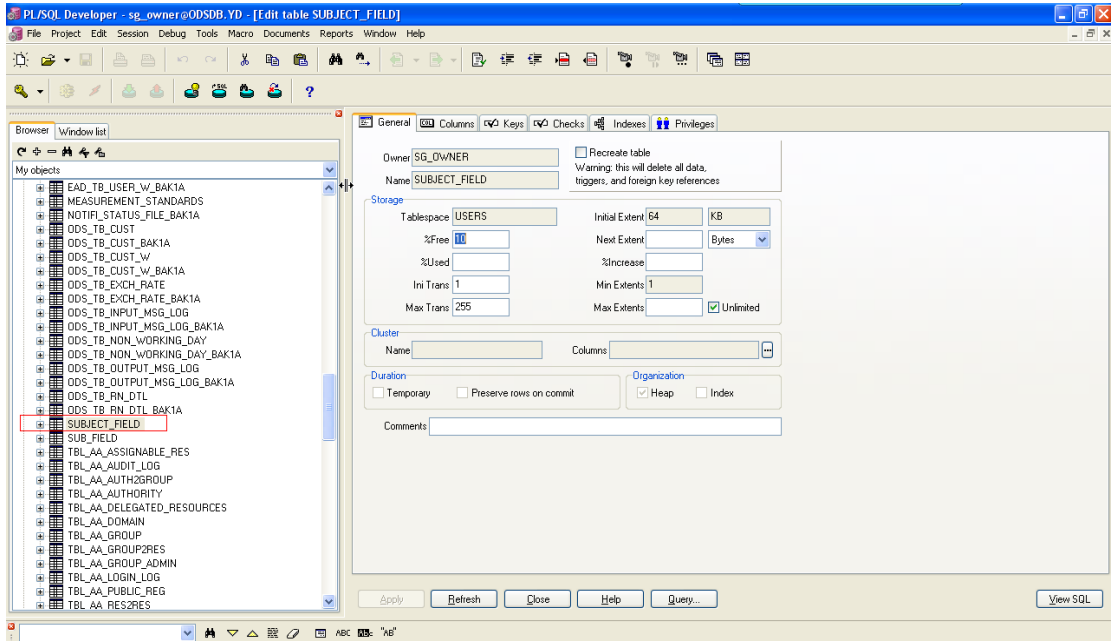 PL/SQL Developer - sg_owner@ODSDB.YD - [Edit table SUBJECT_FIELD]
File Project Edit Session Debug Tools Macro Documents Reports Window Help
SQL
?
Browser Window list
My objects
EAD_TB_USER_W_BAK1A
MEASUREMENT_STANDARDS
NOTIFI_STATUS_FILE_BAK1A
ODS_TB_CUST
ODS_TB_CUST_BAK1A
ODS_TB_CUST_W
ODS_TB_CUST_W_BAK1A
ODS_TB_EXCH_RATE
ODS_TB_EXCH_RATE_BAK1A
ODS_TB_INPUT_MSG_LOG
ODS_TB_INPUT_MSG_LOG_BAK1A
ODS_TB_NON_WORKING_DAY
ODS_TB_NON_WORKING_DAY_BAK1A
ODS_TB_OUTPUT_MSG_LOG
ODS_TB_OUTPUT_MSG_LOG_BAK1A
ODS_TB_RN_DTL
ODS_TB_RN_DTL_BAK1A
SUBJECT_FIELD
SUB_FIELD
TBL_AA_ASSIGNABLE_RES
TBL_AA_AUDIT_LOG
TBL_AA_AUTH2GROUP
TBL_AA_AUTHORITY
TBL_AA_DELEGATED_RESOURCES
TBL_AA_DOMAIN
TBL_AA_GROUP
TBL_AA_GROUP2RES
TBL_AA_GROUP_ADMIN
TBL_AA_LOGIN_LOG
TBL_AA_PUBLIC_REG
TBL_AA_RES2RES
General COL Columns Keys Checks Indexes Privileges
Owner SG_OWNER
Name SUBJECT_FIELD
Recreate table
Warning: this will delete all data,
triggers, and foreign key references
Storage
Tablespace USERS Initial Extent 64 KB
%Free 10 Next Extent Bytes
%Used %Increase
Ini Trans 1 Min Extents 1
Max Trans 255 Max Extents Unlimited
Cluster
Name Columns ...
Duration Organization
Temporary Preserve rows on commit Heap Index
Comments
Apply Refresh Close Help Query... View SQL
ABC "AB"